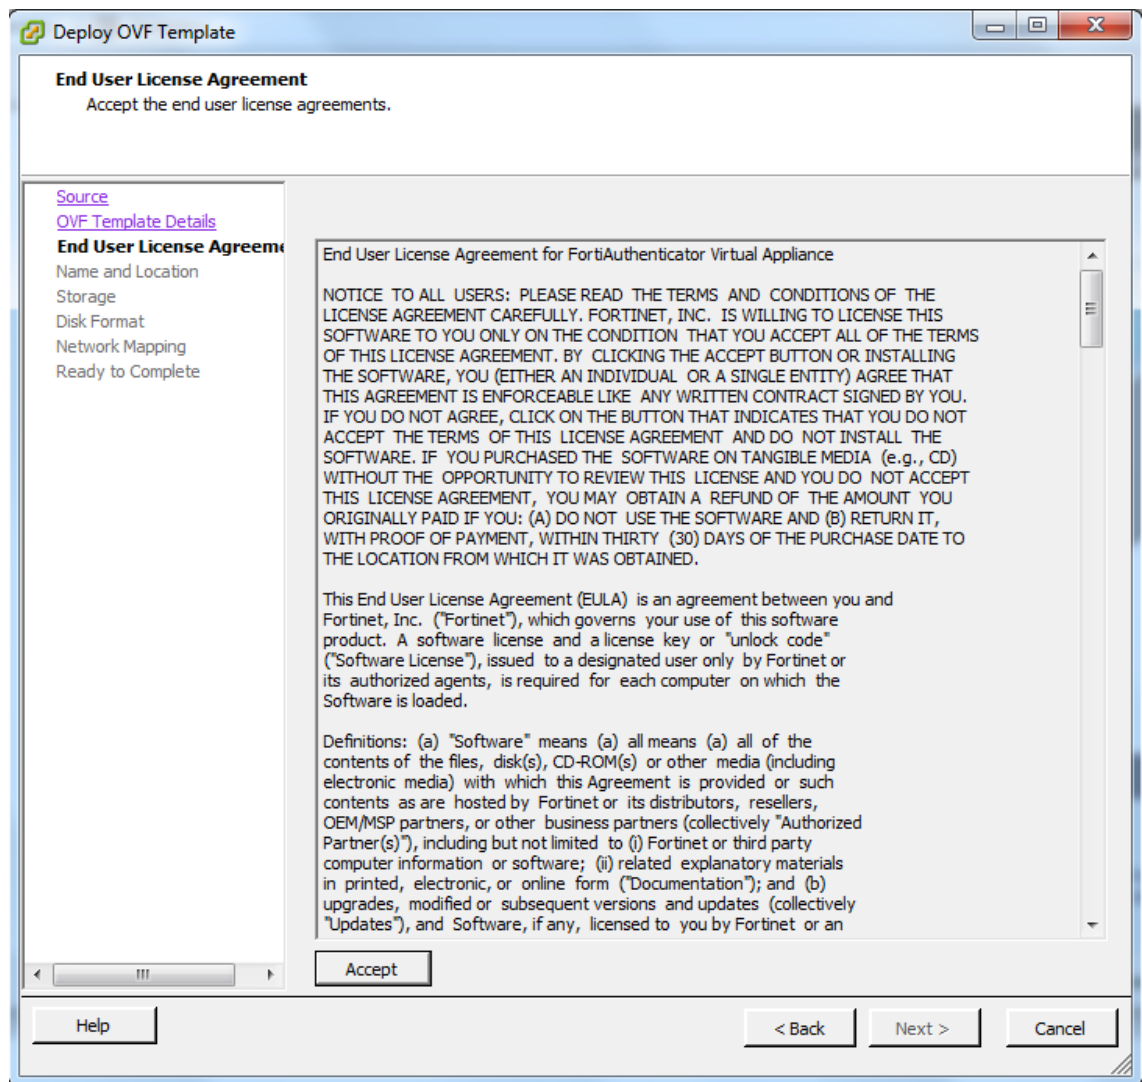 Deploy OVF Template
End User License Agreement
Accept the end user license agreements.
Source
OVF Template Details
End User License Agreeme
Name and Location
Storage
Disk Format
Network Mapping
Ready to Complete
End User License Agreement for FortiAuthenticator Virtual Appliance
NOTICE TO ALL USERS: PLEASE READ THE TERMS AND CONDITIONS OF THE
LICENSE AGREEMENT CAREFULLY. FORTINET, INC. IS WILLING TO LICENSE THIS
SOFTWARE TO YOU ONLY ON THE CONDITION THAT YOU ACCEPT ALL OF THE TERMS
OF THIS LICENSE AGREEMENT. BY CLICKING THE ACCEPT BUTTON OR INSTALLING
THE SOFTWARE, YOU (EITHER AN INDIVIDUAL OR A SINGLE ENTITY) AGREE THAT
THIS AGREEMENT IS ENFORCEABLE LIKE ANY WRITTEN CONTRACT SIGNED BY YOU.
IF YOU DO NOT AGREE, CLICK ON THE BUTTON THAT INDICATES THAT YOU DO NOT
ACCEPT THE TERMS OF THIS LICENSE AGREEMENT AND DO NOT INSTALL THE
SOFTWARE. IF YOU PURCHASED THE SOFTWARE ON TANGIBLE MEDIA (e.g., CD)
WITHOUT THE OPPORTUNITY TO REVIEW THIS LICENSE AND YOU DO NOT ACCEPT
THIS LICENSE AGREEMENT, YOU MAY OBTAIN A REFUND OF THE AMOUNT YOU
ORIGINALLY PAID IF YOU: (A) DO NOT USE THE SOFTWARE AND (B) RETURN IT,
WITH PROOF OF PAYMENT, WITHIN THIRTY (30) DAYS OF THE PURCHASE DATE TO
THE LOCATION FROM WHICH IT WAS OBTAINED.
This End User License Agreement (EULA) is an agreement between you and
Fortinet, Inc. ("Fortinet"), which governs your use of this software
product. A software license and a license key or "unlock code"
("Software License"), issued to a designated user only by Fortinet or
its authorized agents, is required for each computer on which the
Software is loaded.
Definitions: (a) "Software" means (a) all means (a) all of the
contents of the files, disk(s), CD-ROM(s) or other media (including
electronic media) with which this Agreement is provided or such
contents as are hosted by Fortinet or its distributors, resellers,
OEM/MSP partners, or other business partners (collectively "Authorized
Partner(s)"), including but not limited to (i) Fortinet or third party
computer information or software; (ii) related explanatory materials
in printed, electronic, or online form ("Documentation"); and (b)
upgrades, modified or subsequent versions and updates (collectively
"Updates"), and Software, if any, licensed to you by Fortinet or an
Accept
Help
< Back
Next >
Cancel